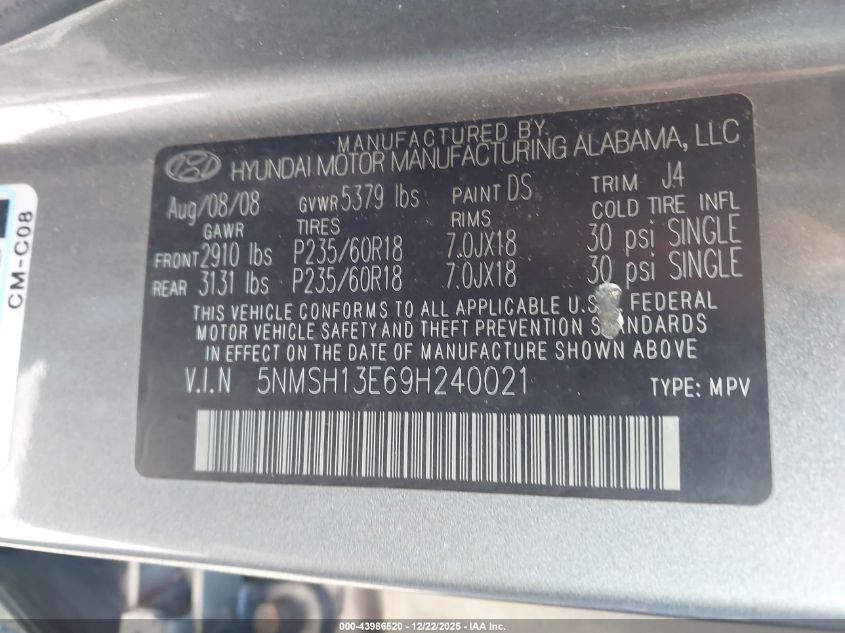 MANUFACTURED BY
HYUNDAI MOTOR MANUFACTURING ALABAMA, LLC
Aug/08/08 GVWR 5379 lbs PAINT DS TRIM J4
GAWR TIRES RIMS COLD TIRE INFL
FRONT 2910 lbs P235/60R18 7.0JX18 30 psi SINGLE
REAR 3131 lbs P235/60R18 7.0JX18 30 psi SINGLE
THIS VEHICLE CONFORMS TO ALL APPLICABLE FEDERAL
MOTOR VEHICLE SAFETY AND THEFT PREVENTION STANDARDS
IN EFFECT ON THE DATE OF MANUFACTURE SHOWN ABOVE
V.I.N 5NMSH13E69H240021 TYPE: MPV
CM-C08
000-43986520 - 12/22/2025 - IAA Inc.